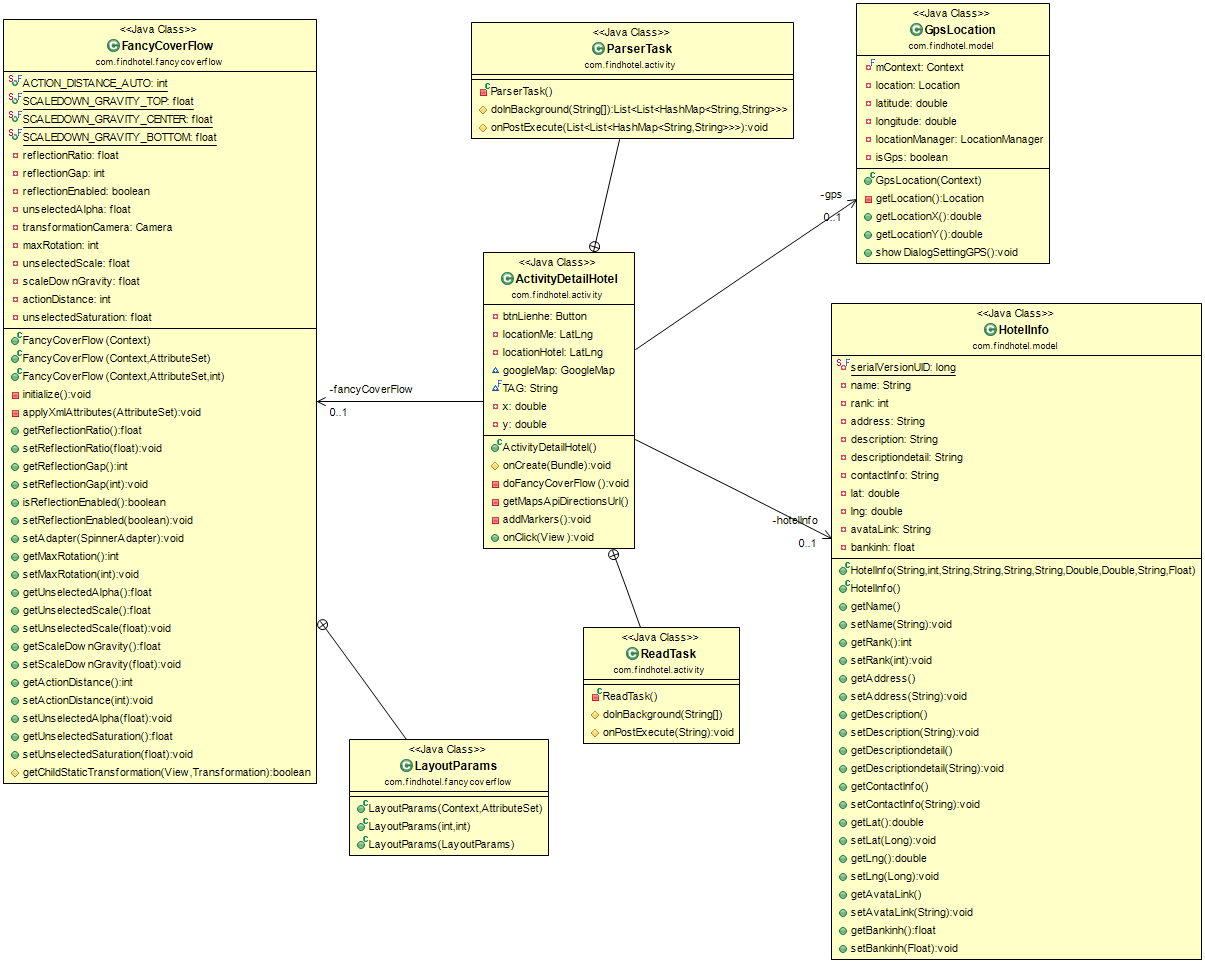 <<Java Class>>
FancyCoverFlow
com.findhotel.fancycoverflow
ACTION_DISTANCE_AUTO: int
SCALEDOWN_GRAVITY_TOP: float
SCALEDOWN_GRAVITY_CENTER: float
SCALEDOWN_GRAVITY_BOTTOM: float
reflectionRatio: float
reflectionGap: int
reflectionEnabled: boolean
unselectedAlpha: float
transformationCamera: Camera
maxRotation: int
unselectedScale: float
scaleDownGravity: float
actionDistance: int
unselectedSaturation: float
FancyCoverFlow(Context)
FancyCoverFlow(Context,AttributeSet)
FancyCoverFlow(Context,AttributeSet,int)
initialize():void
applyXmlAttributes(AttributeSet):void
getReflectionRatio():float
setReflectionRatio(float):void
getReflectionGap():int
setReflectionGap(int):void
isReflectionEnabled():boolean
setReflectionEnabled(boolean):void
setAdapter(SpinnerAdapter):void
getMaxRotation():int
setMaxRotation(int):void
getUnselectedAlpha():float
getUnselectedScale():float
setUnselectedScale(float):void
getScaleDownGravity():float
setScaleDownGravity(float):void
getActionDistance():int
setActionDistance(int):void
setUnselectedAlpha(float):void
getUnselectedSaturation():float
setUnselectedSaturation(float):void
getChildStaticTransformation(View,Transformation):boolean
<<Java Class>>
ParserTask
com.findhotel.activity
ParserTask()
doInBackground(String[]):List<List<HashMap<String,String>>>
onPostExecute(List<List<HashMap<String,String>>>):void
<<Java Class>>
GpsLocation
com.findhotel.model
mContext: Context
location: Location
latitude: double
longitude: double
locationManager: LocationManager
isGps: boolean
GpsLocation(Context)
getLocation():Location
getLocationX():double
getLocationY():double
showDialogSettingGPS():void
-gps
0..1
<<Java Class>>
ActivityDetailHotel
com.findhotel.activity
btnLienhe: Button
locationMe: LatLng
locationHotel: LatLng
googleMap: GoogleMap
TAG: String
x: double
y: double
ActivityDetailHotel()
onCreate(Bundle):void
doFancyCoverFlow():void
getMapsApiDirectionsUrl()
addMarkers():void
onClick(View):void
-fancyCoverFlow
0..1
-hotelInfo
0..1
<<Java Class>>
HotelInfo
com.findhotel.model
serialVersionUID: long
name: String
rank: int
address: String
description: String
descriptiondetail: String
contactInfo: String
lat: double
lng: double
avataLink: String
bankinh: float
HotelInfo(String,int,String,String,String,String,Double,Double,String,Float)
HotelInfo()
getName()
setName(String):void
getRank():int
setRank(int):void
getAddress()
setAddress(String):void
getDescription()
setDescription(String):void
getDescriptiondetail()
getDescriptiondetail(String):void
getContactInfo()
setContactInfo(String):void
getLat():double
setLat(Long):void
getLng():double
setLng(Long):void
getAvataLink()
setAvataLink(String):void
getBankinh():float
setBankinh(Float):void
<<Java Class>>
ReadTask
com.findhotel.activity
ReadTask()
doInBackground(String[])
onPostExecute(String):void
<<Java Class>>
LayoutParams
com.findhotel.fancycoverflow
LayoutParams(Context,AttributeSet)
LayoutParams(int,int)
LayoutParams(LayoutParams)